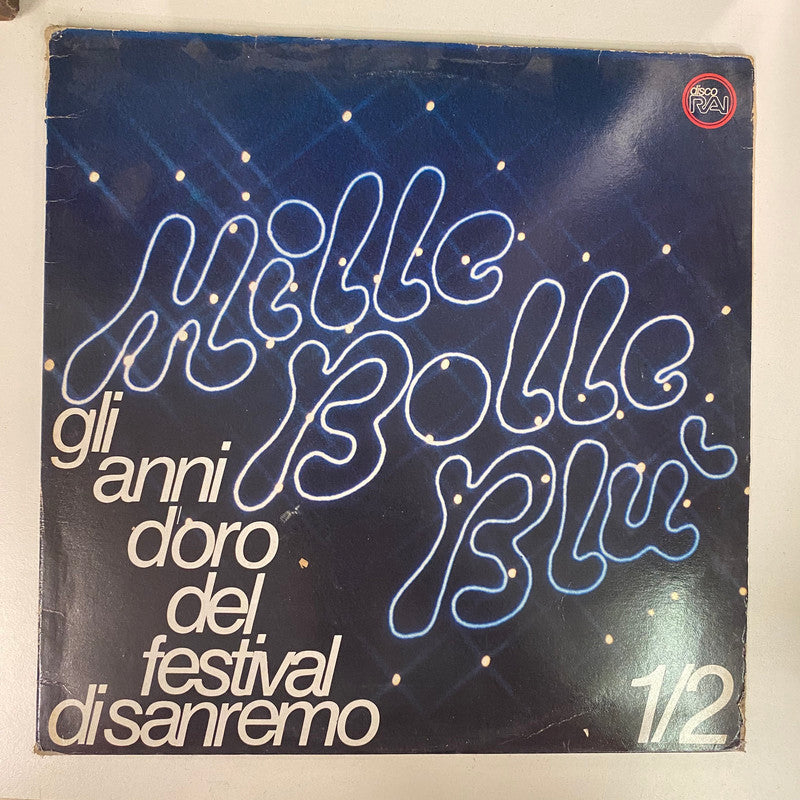 disco
RAI
Mille
Bolle
Blu'
gli
anni
d'oro
del
festival
di sanremo
1/2